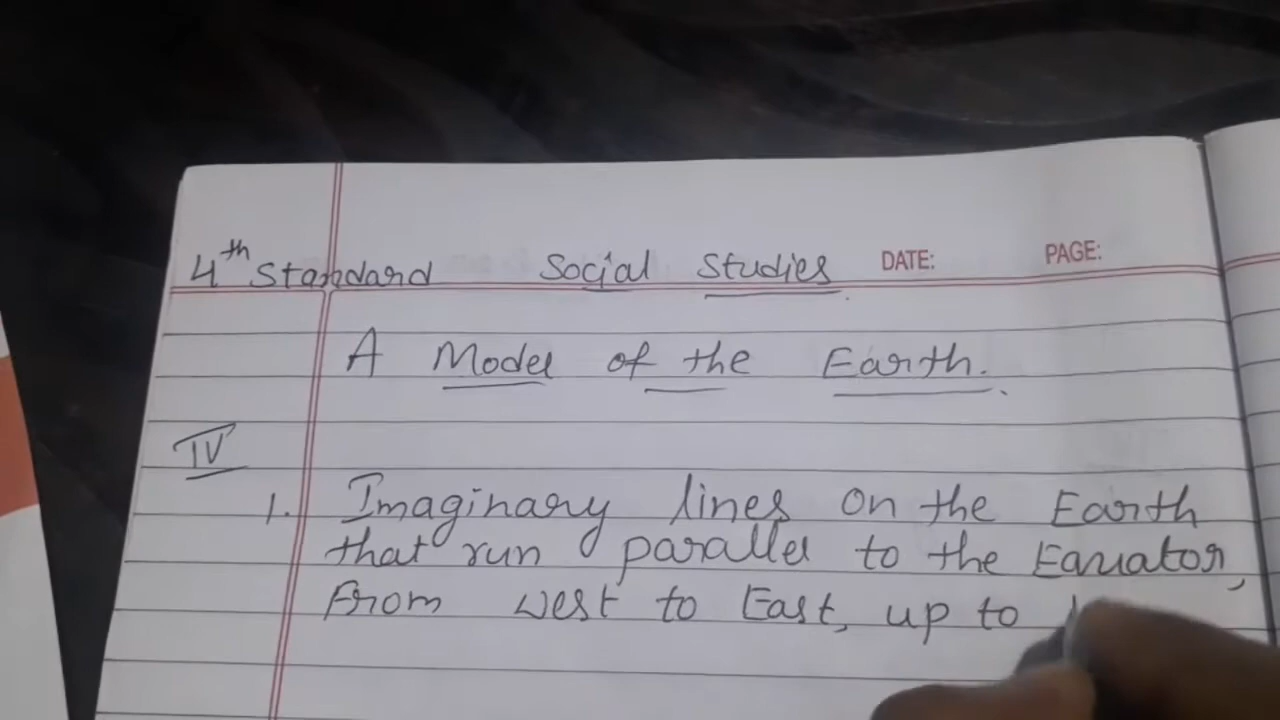 4th Standard Social Studies DATE: PAGE:
A Model of the Earth.
IV
1. Imaginary lines on the Earth
that run parallel to the Equator,
From west to East, up to